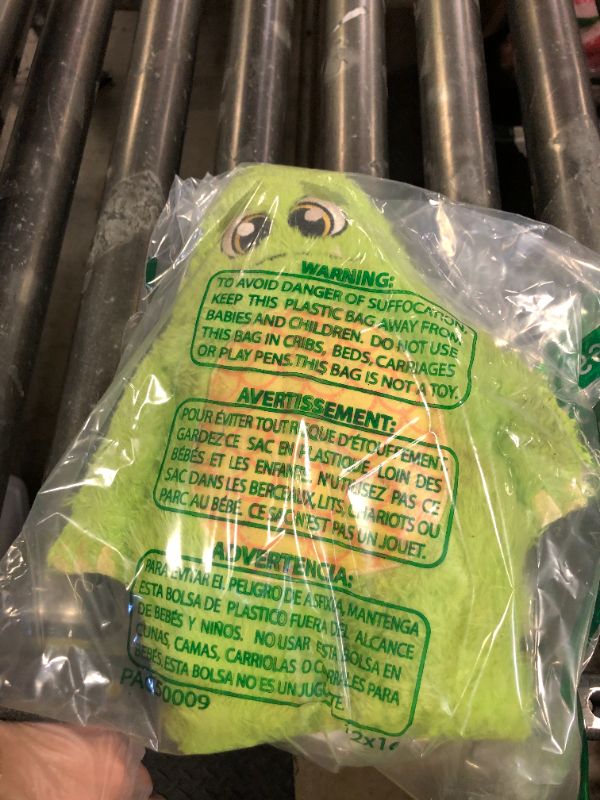 WARNING:
TO AVOID DANGER OF SUFFOCATION,
KEEP THIS PLASTIC BAG AWAY FROM
BABIES AND CHILDREN. DO NOT USE
THIS BAG IN CRIBS, BEDS, CARRIAGES
OR PLAY PENS. THIS BAG IS NOT A TOY.
AVERTISSEMENT:
POUR ÉVITER TOUT RISQUE D'ÉTOUFFEMENT,
GARDEZ CE SAC EN PLASTIQUE LOIN DES
BÉBÉS ET LES ENFANTS. N'UTILISEZ PAS CE
SAC DANS LES BERCEAUX, LITS, CHARIOTS OU
PARC AU BÉBÉ. CE SAC N'EST PAS UN JOUET.
ADVERTENCIA:
PARA EVITAR EL PELIGRO DE ASFIXIA, MANTENGA
ESTA BOLSA DE PLASTICO FUERA DEL ALCANCE
DE BEBÉS Y NIÑOS. NO USAR ESTA BOLSA EN
CUNAS, CAMAS, CARRIOLAS O CORRALES PARA
BEBÉS. ESTA BOLSA NO ES UN JUGUETE.